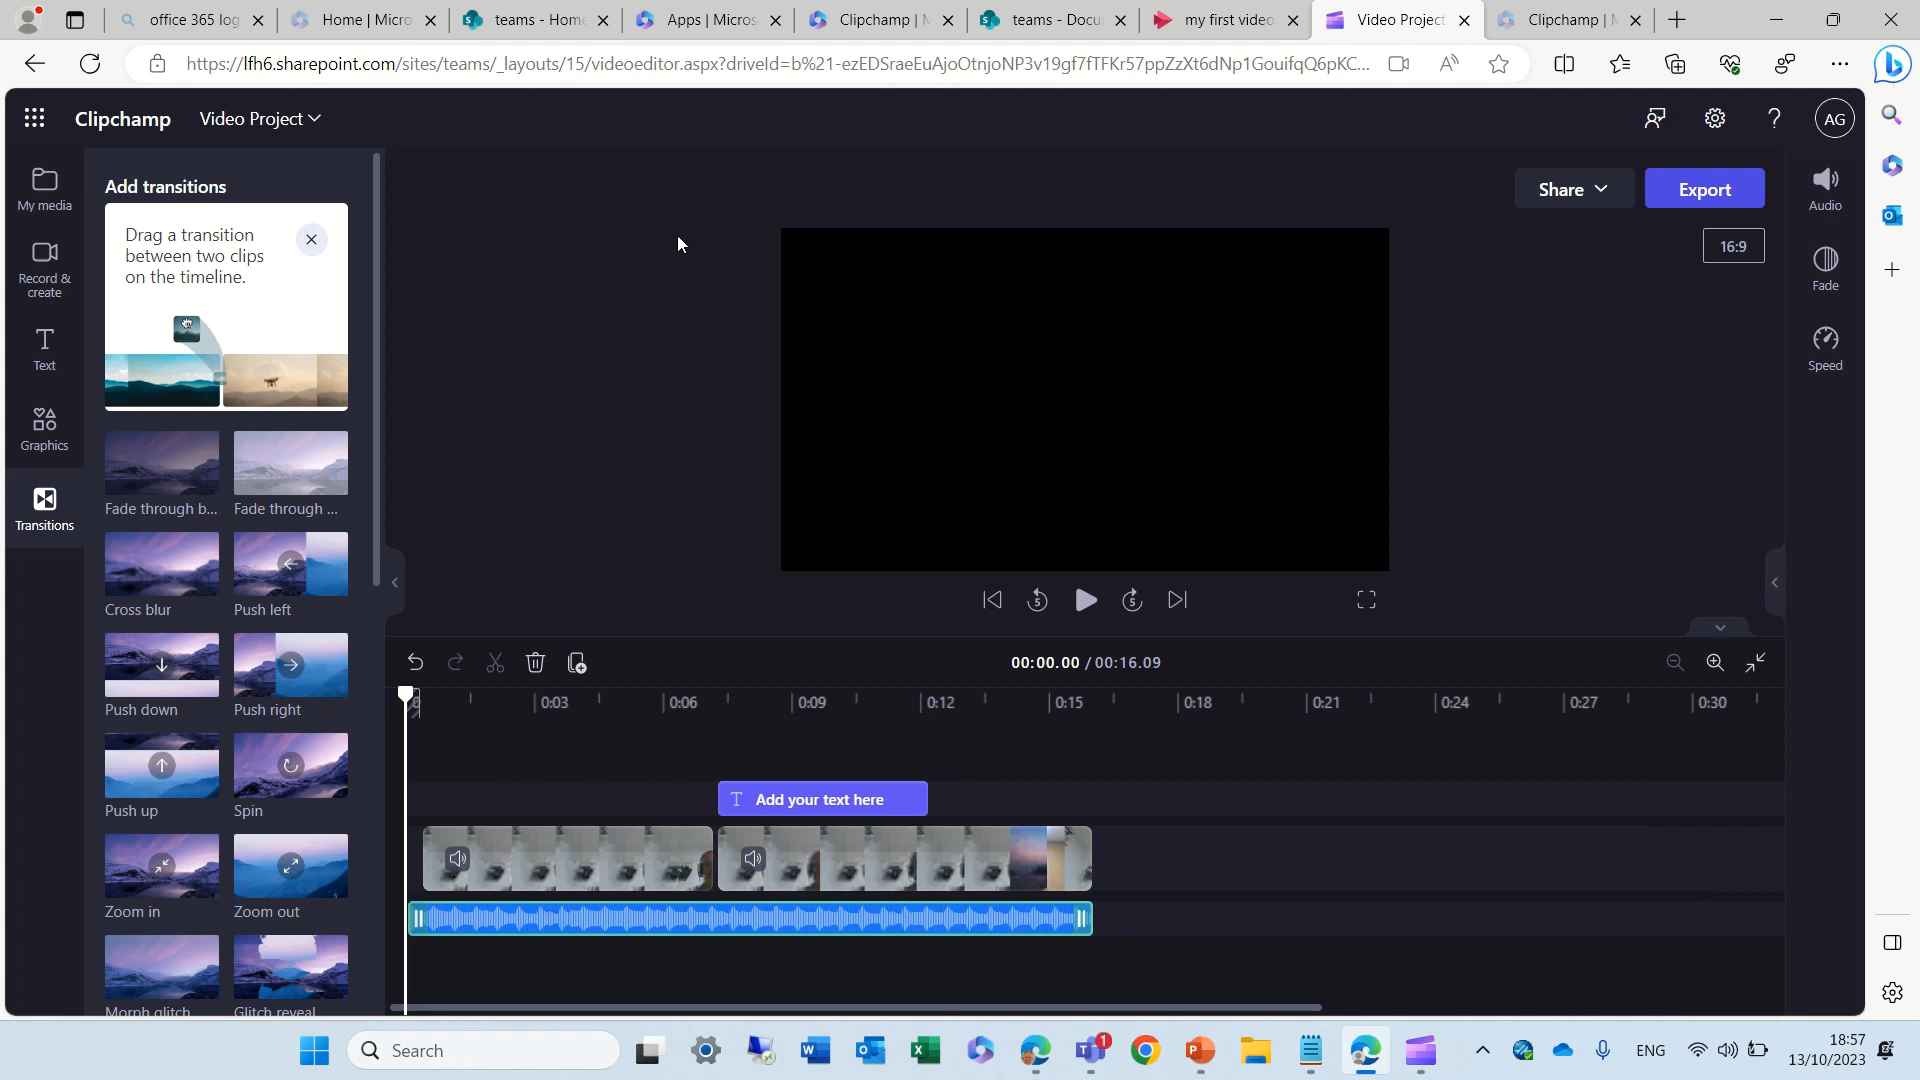 office 365 log
Home | Micro
teams - Home
Apps | Micros
Clipchamp | M
teams - Docu
my first video
Video Project
Clipchamp | M
https://lfh6.sharepoint.com/sites/teams/_layouts/15/videoeditor.aspx?driveId=b%21-ezEDSraeEuAjoOtnjoNP3v19gf7fTFKr57ppZzXt6dNp1GouifqQ6pKC...
Clipchamp
Video Project
AG
My media
Record &
create
Text
Graphics
Transitions
Add transitions
Drag a transition
between two clips
on the timeline.
Fade through b...
Fade through ...
Cross blur
Push left
Push down
Push right
Push up
Spin
Zoom in
Zoom out
Morph glitch
Glitch reveal
Share
Export
16:9
Audio
Fade
Speed
5
5
00:00.00 / 00:16.09
0
0:03
0:06
0:09
0:12
0:15
0:18
0:21
0:24
0:27
0:30
T Add your text here
Search
1
ENG
18:57
13/10/2023